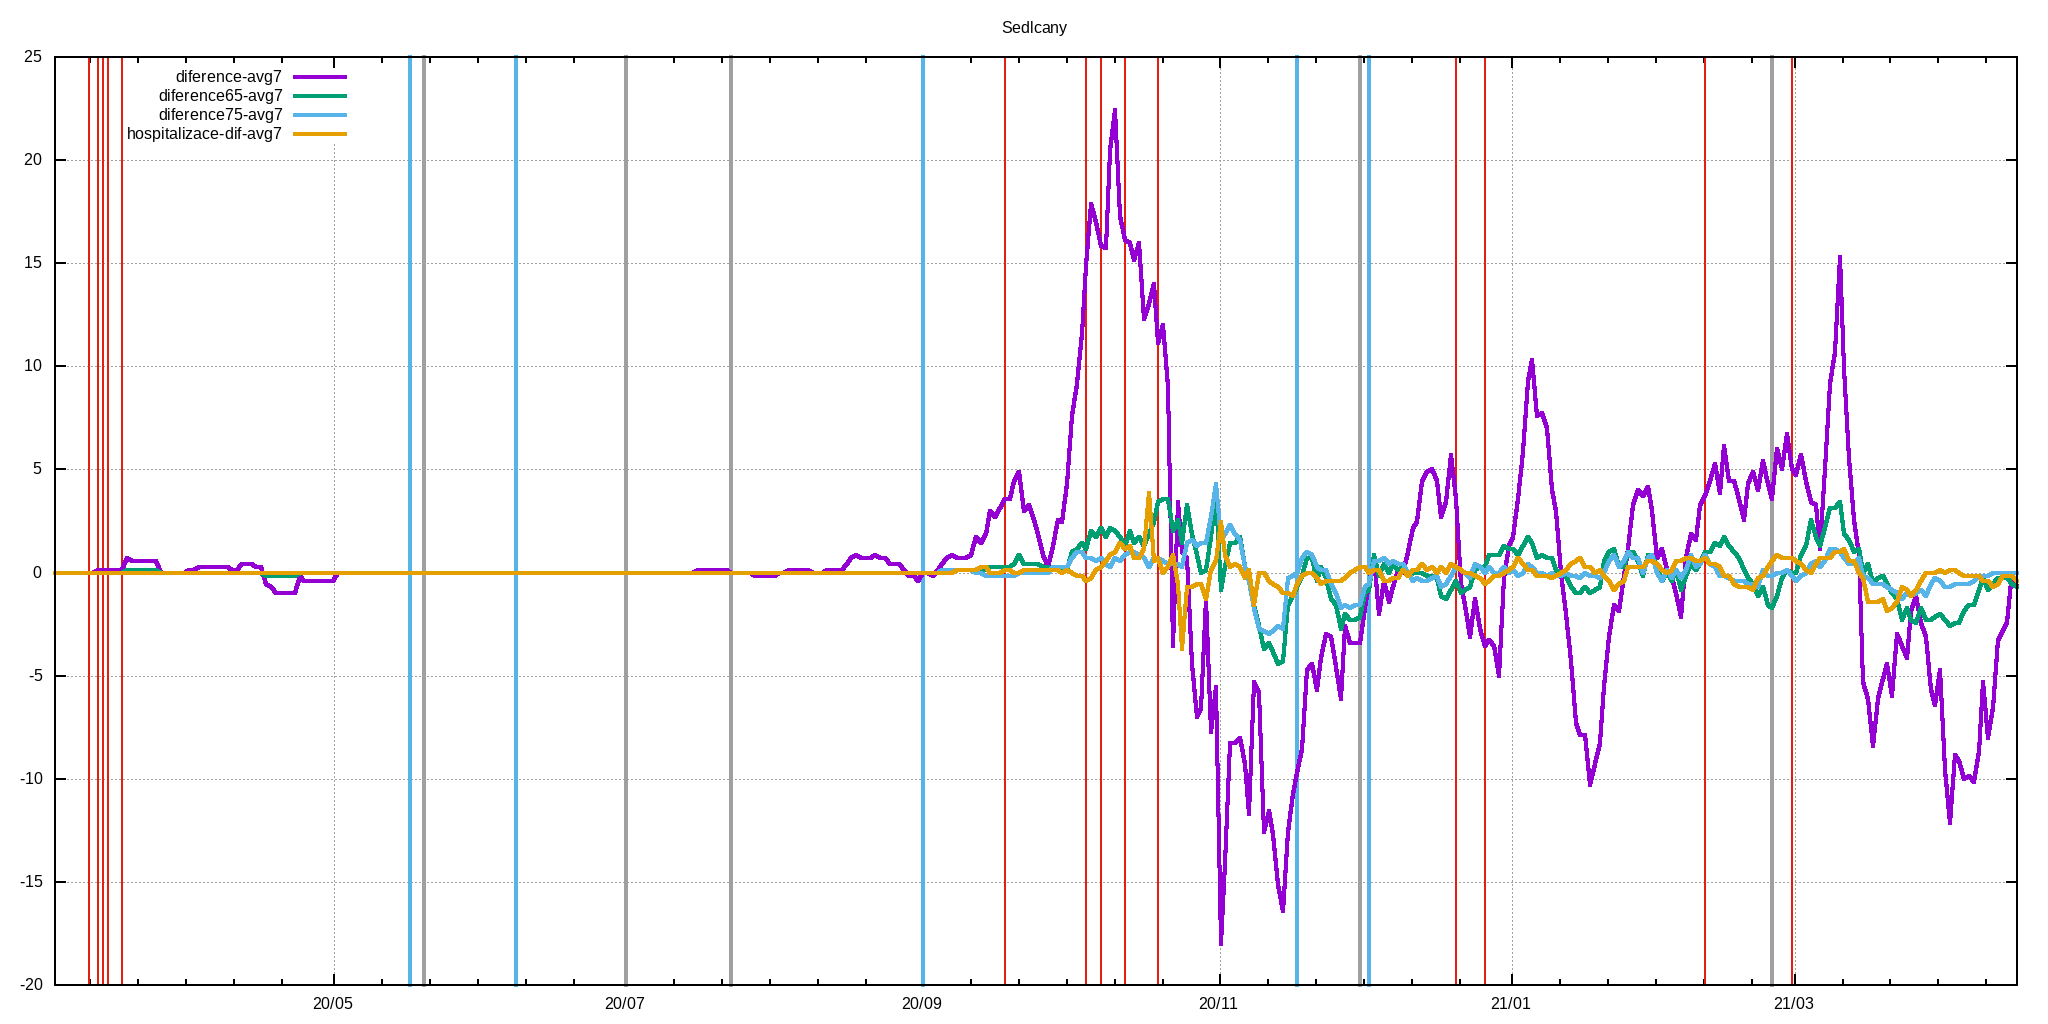 Sedlcany
diference-avg7
diference65-avg7
diference75-avg7
hospitalizace-dif-avg7
25
20
15
10
5
0
-5
-10
-15
-20
20/05 20/07 20/09 20/11 21/01 21/03